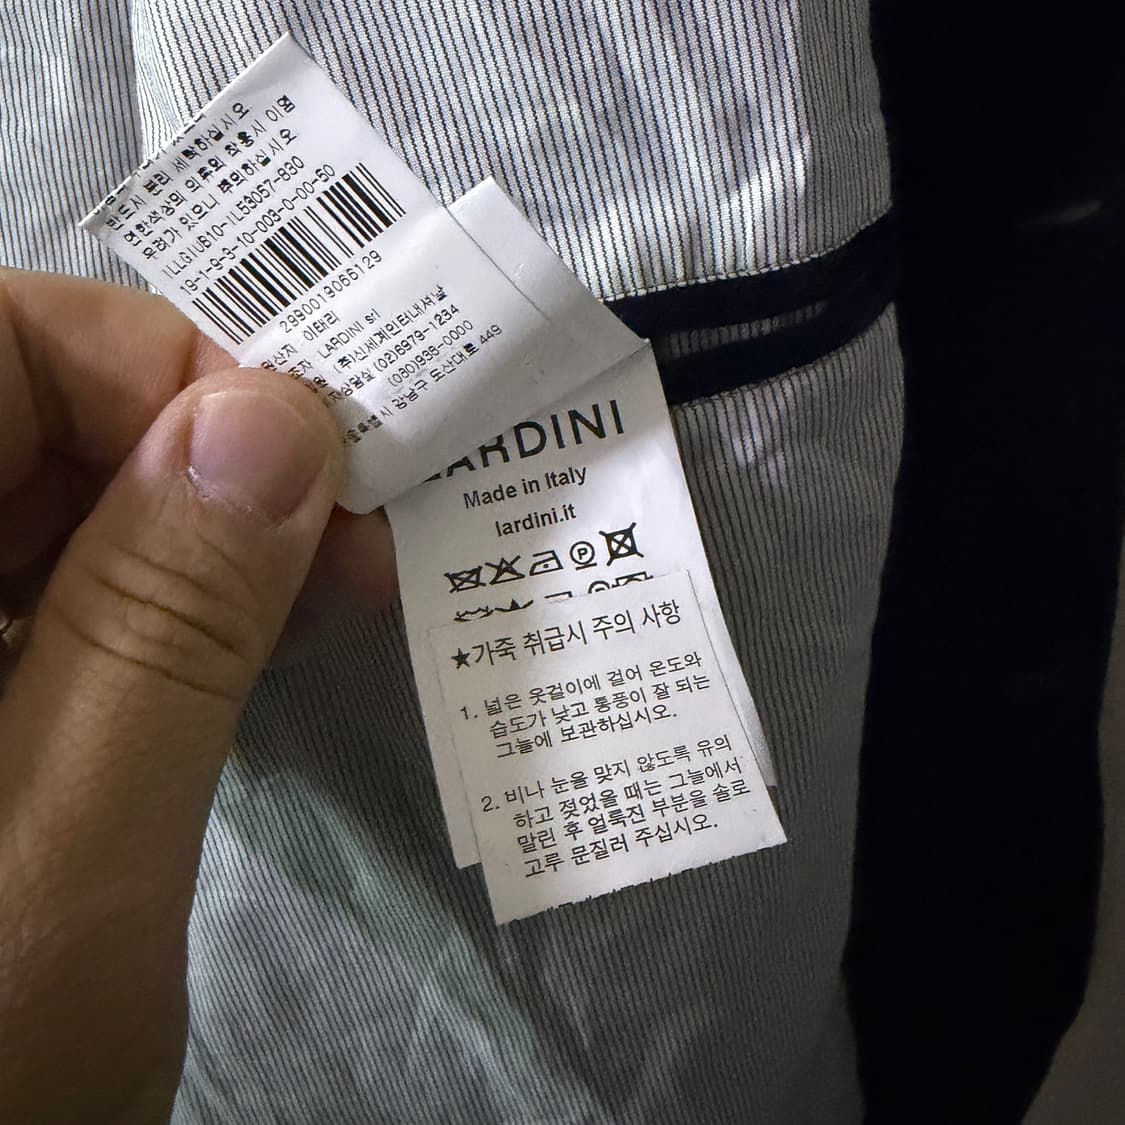 반드시 분리 세탁하십시오
진한색상의 의류와 착용시 이염
우려가 있으니 주의하십시오
ILLGIUB10-IL53057-830
19-1-9-3-10-003-0-00-50
2990019066129
원산지 : 이태리
LARDINI srl
(주)신세계인터내셔날
(02)6979-1234
(080)936-0000
강남구 도산대로 449
LARDINI
Made in Italy
lardini.it
P
★가죽 취급시 주의 사항
1. 넓은 옷걸이에 걸어 온도와
습도가 낮고 통풍이 잘 되는
그늘에 보관하십시오.
2. 비나 눈을 맞지 않도록 유의
하고 젖었을 때는 그늘에서
말린 후 얼룩진 부분을 솔로
고루 문질러 주십시오.